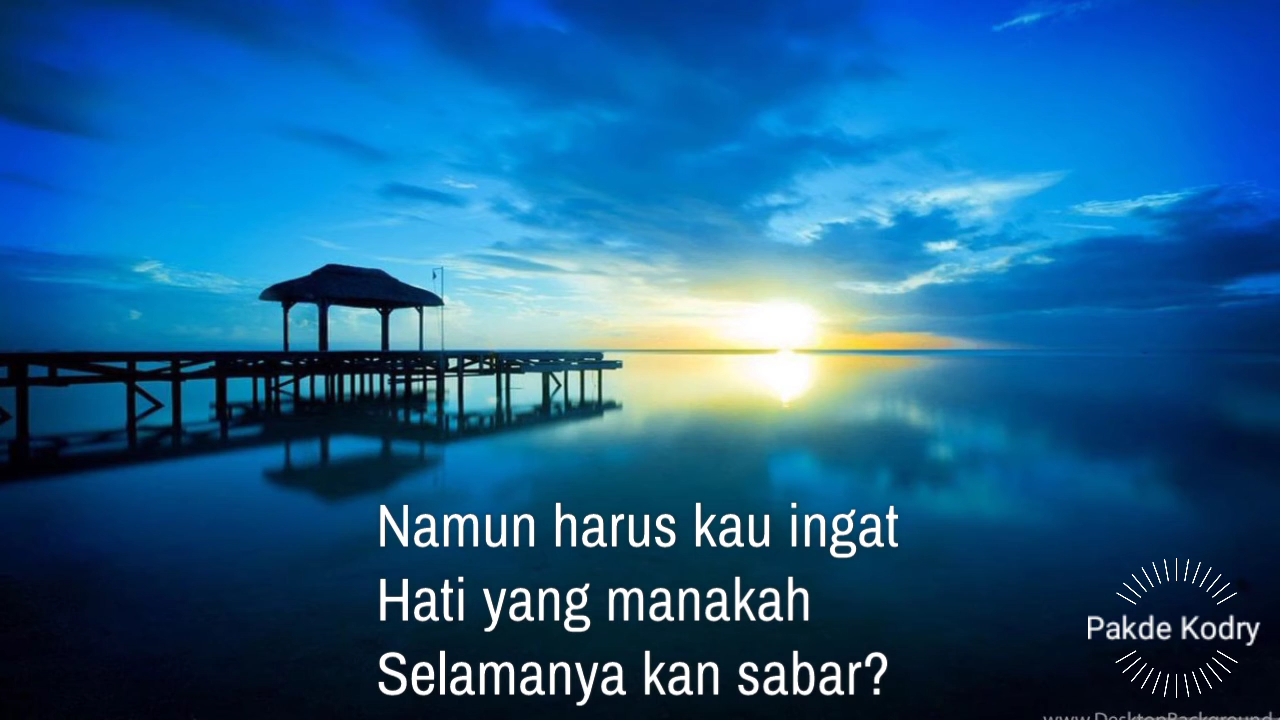 Namun harus kau ingat
Hati yang manakah
Selamanya kan sabar?
Pakde Kodry